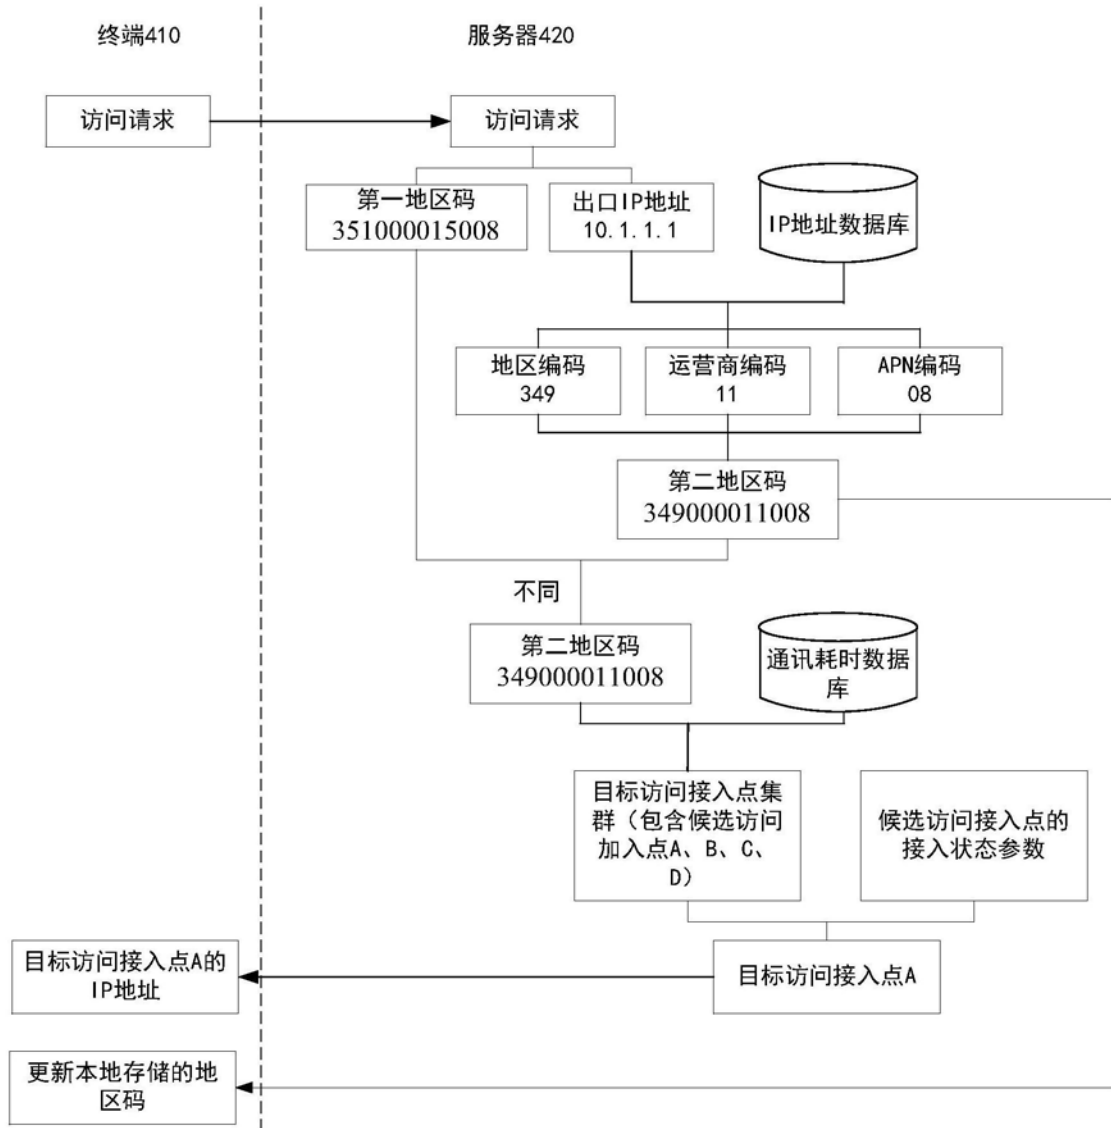 终端410
服务器420
访问请求
访问请求
第一地区码
351000015008
出口IP地址
10.1.1.1
IP地址数据库
地区编码
349
运营商编码
11
APN编码
08
第二地区码
349000011008
不同
第二地区码
349000011008
通讯耗时数据
库
目标访问接入点集
群（包含候选访问
加入点A、B、C、
D）
候选访问接入点的
接入状态参数
目标访问接入点A的
IP地址
目标访问接入点A
更新本地存储的地
区码